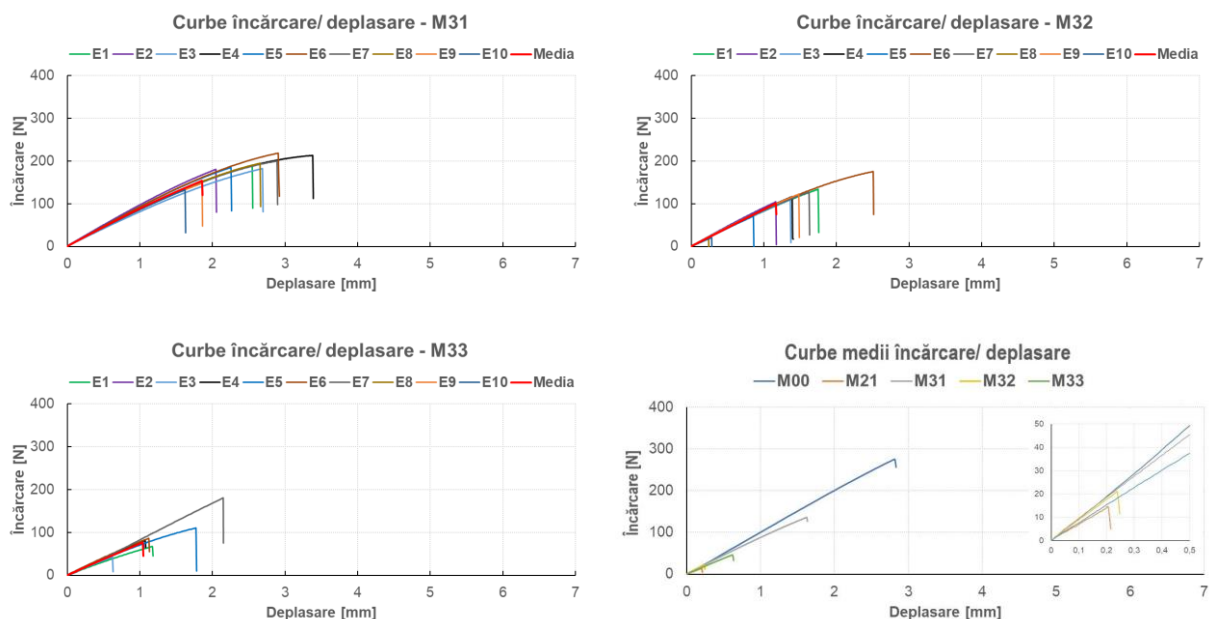 Curbe încărcare/ deplasare - M31
E1 E2 E3 E4 E5 E6 E7 E8 E9 E10 Media
400
300
200
100
0
Încărcare [N]
0 1 2 3 4 5 6 7
Deplasare [mm]
Curbe încărcare/ deplasare - M32
E1 E2 E3 E4 E5 E6 E7 E8 E9 E10 Media
400
300
200
100
0
Încărcare [N]
0 1 2 3 4 5 6 7
Deplasare [mm]
Curbe încărcare/ deplasare - M33
E1 E2 E3 E4 E5 E6 E7 E8 E9 E10 Media
400
300
200
100
0
Încărcare [N]
0 1 2 3 4 5 6 7
Deplasare [mm]
Curbe medii încărcare/ deplasare
M00 M21 M31 M32 M33
400
300
200
100
0
Încărcare [N]
0 1 2 3 4 5 6 7
Deplasare [mm]
50
40
30
20
10
0
0 0,1 0,2 0,3 0,4 0,5